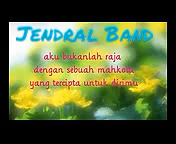 Jendral Band
aku bukanlah raja
dengan sebuah mahkota
yang tercipta untuk dirimu